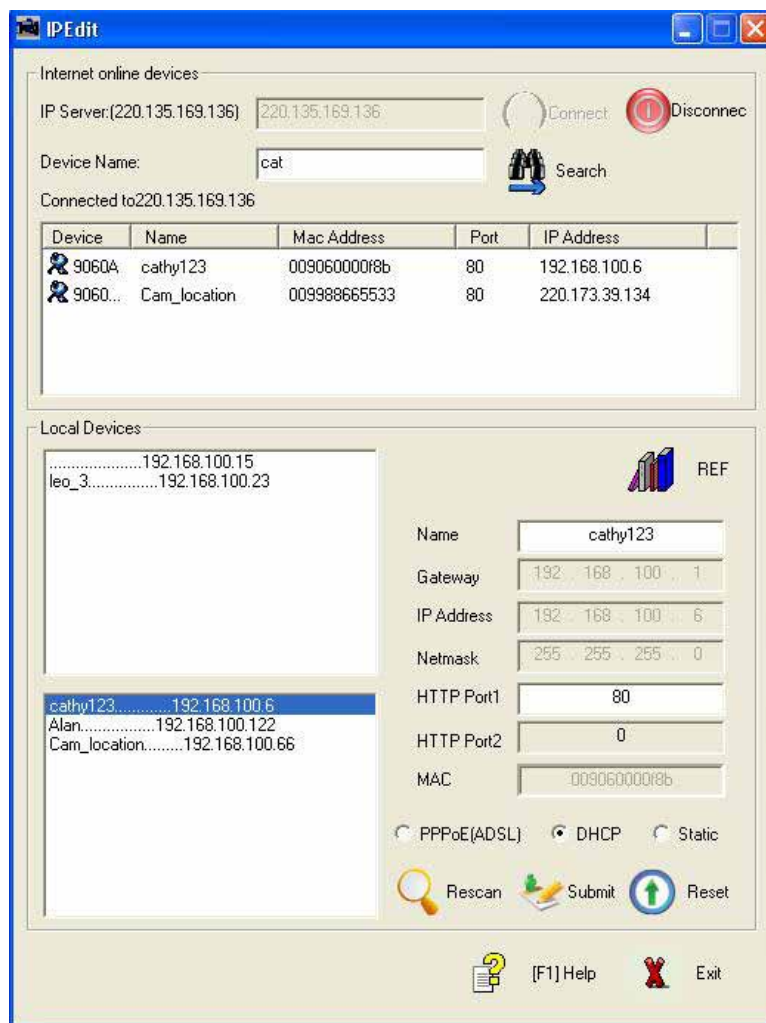 IPEdit
Internet online devices
IP Server:(220.135.169.136) 220.135.169.136 Connect Disconnec
Device Name: cat Search
Connected to220.135.169.136
Device Name Mac Address Port IP Address
9060A cathy123 009060000f8b 80 192.168.100.6
9060... Cam_location 009988665533 80 220.173.39.134
Local Devices
.....................192.168.100.15
leo_3...............192.168.100.23
REF
Name cathy123
Gateway 192 . 168 . 100 . 1
IP Address 192 . 168 . 100 . 6
Netmask 255 . 255 . 255 . 0
cathy123.............192.168.100.6
Alan.................192.168.100.122
Cam_location.........192.168.100.66
HTTP Port1 80
HTTP Port2 0
MAC 009060000f8b
PPPoE(ADSL) DHCP Static
Rescan Submit Reset
[F1] Help Exit